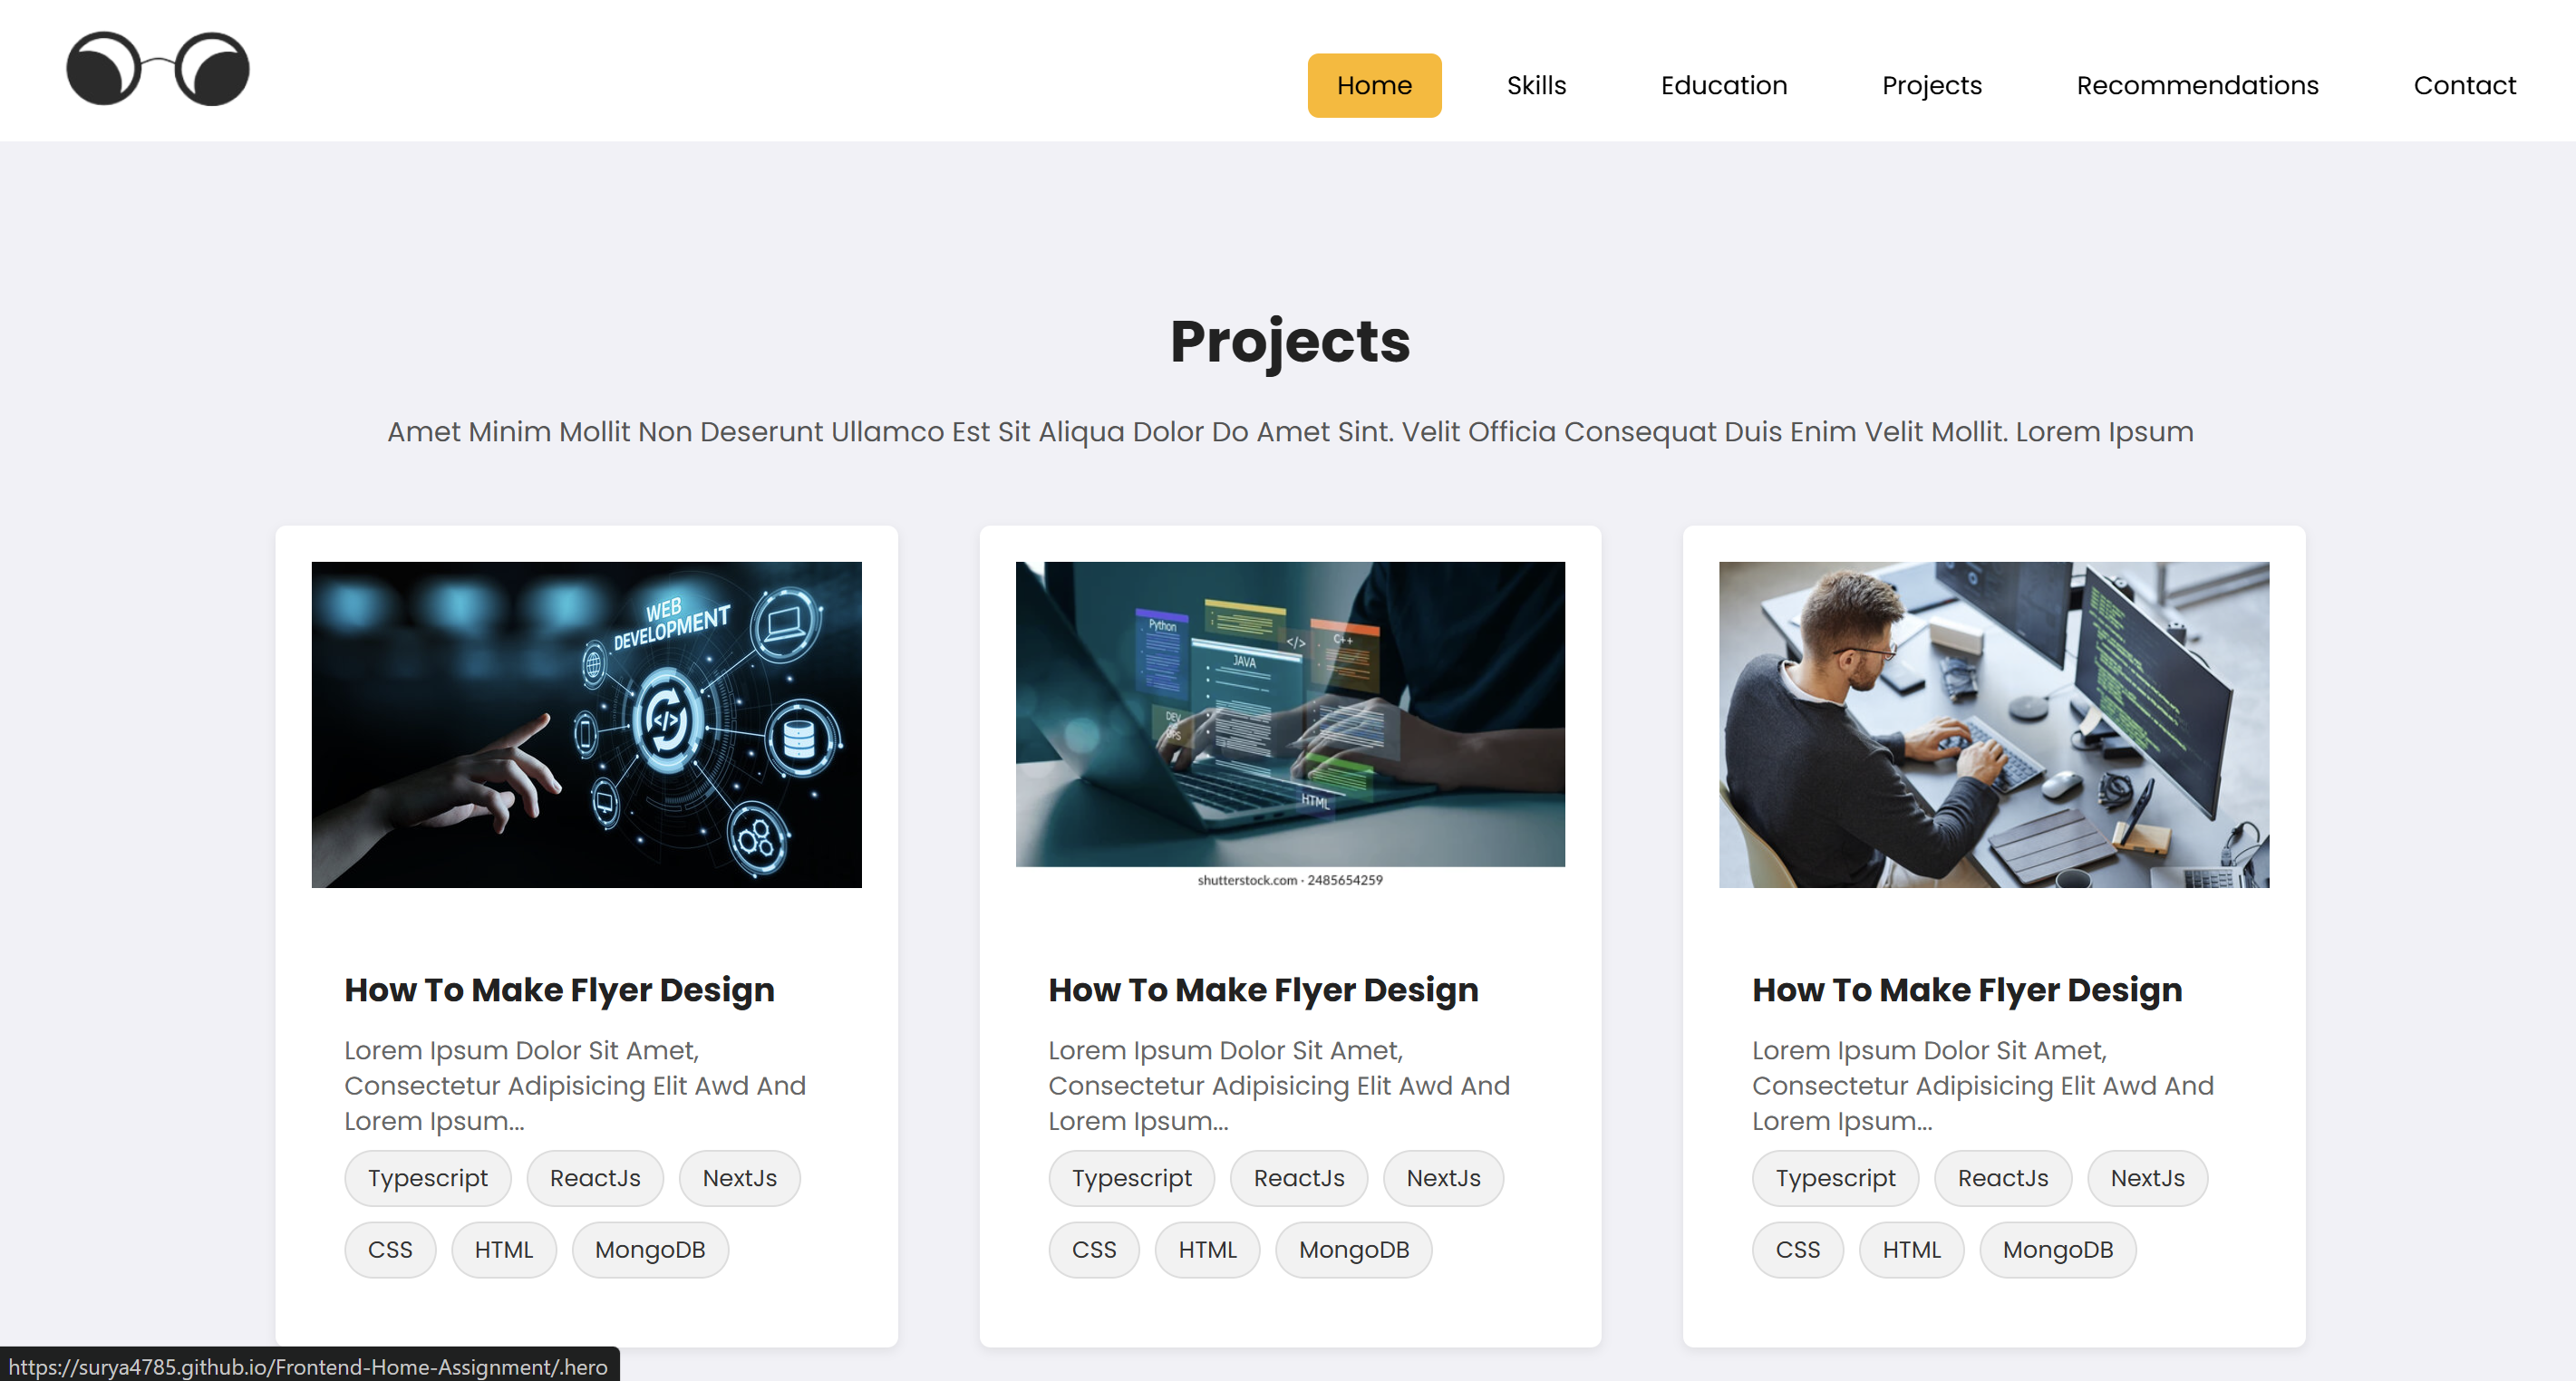 Home Skills Education Projects Recommendations Contact
Projects
Amet Minim Mollit Non Deserunt Ullamco Est Sit Aliqua Dolor Do Amet Sint. Velit Officia Consequat Duis Enim Velit Mollit. Lorem Ipsum
WEB
DEVELOPMENT
</>
Python
</>
C++
JAVA
DEV
OPS
HTML
shutterstock.com · 2485654259
How To Make Flyer Design
Lorem Ipsum Dolor Sit Amet,
Consectetur Adipisicing Elit Awd And
Lorem Ipsum...
Typescript ReactJs NextJs
CSS HTML MongoDB
How To Make Flyer Design
Lorem Ipsum Dolor Sit Amet,
Consectetur Adipisicing Elit Awd And
Lorem Ipsum...
Typescript ReactJs NextJs
CSS HTML MongoDB
How To Make Flyer Design
Lorem Ipsum Dolor Sit Amet,
Consectetur Adipisicing Elit Awd And
Lorem Ipsum...
Typescript ReactJs NextJs
CSS HTML MongoDB
https://surya4785.github.io/Frontend-Home-Assignment/.hero